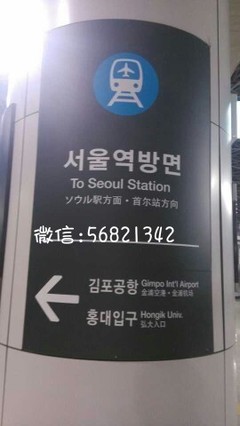 서울역방면
To Seoul Station
ソウル駅方面・首尔站方向
微信:56821342
김포공항 Gimpo Int'l Airport
金浦空港・金浦机场
홍대입구 Hongik Univ.
弘大入口